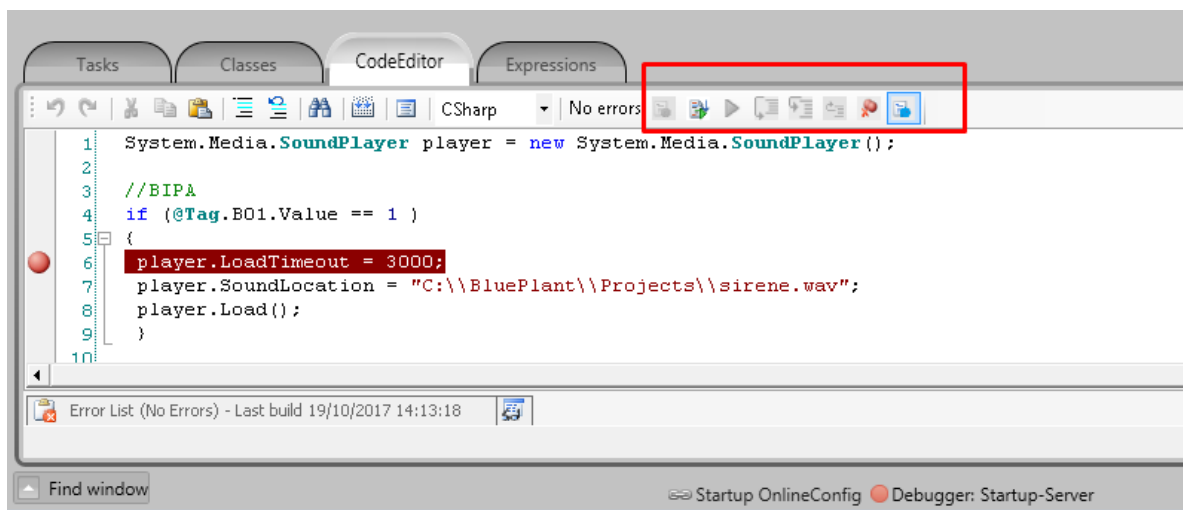 Tasks Classes CodeEditor Expressions
CSharp No errors
1 System.Media.SoundPlayer player = new System.Media.SoundPlayer();
2
3 //BIPA
4 if (@Tag.BO1.Value == 1 )
5 {
6 player.LoadTimeout = 3000;
7 player.SoundLocation = "C:\\BluePlant\\Projects\\sirene.wav";
8 player.Load();
9 }
10
Error List (No Errors) - Last build 19/10/2017 14:13:18
Find window Startup OnlineConfig Debugger: Startup-Server